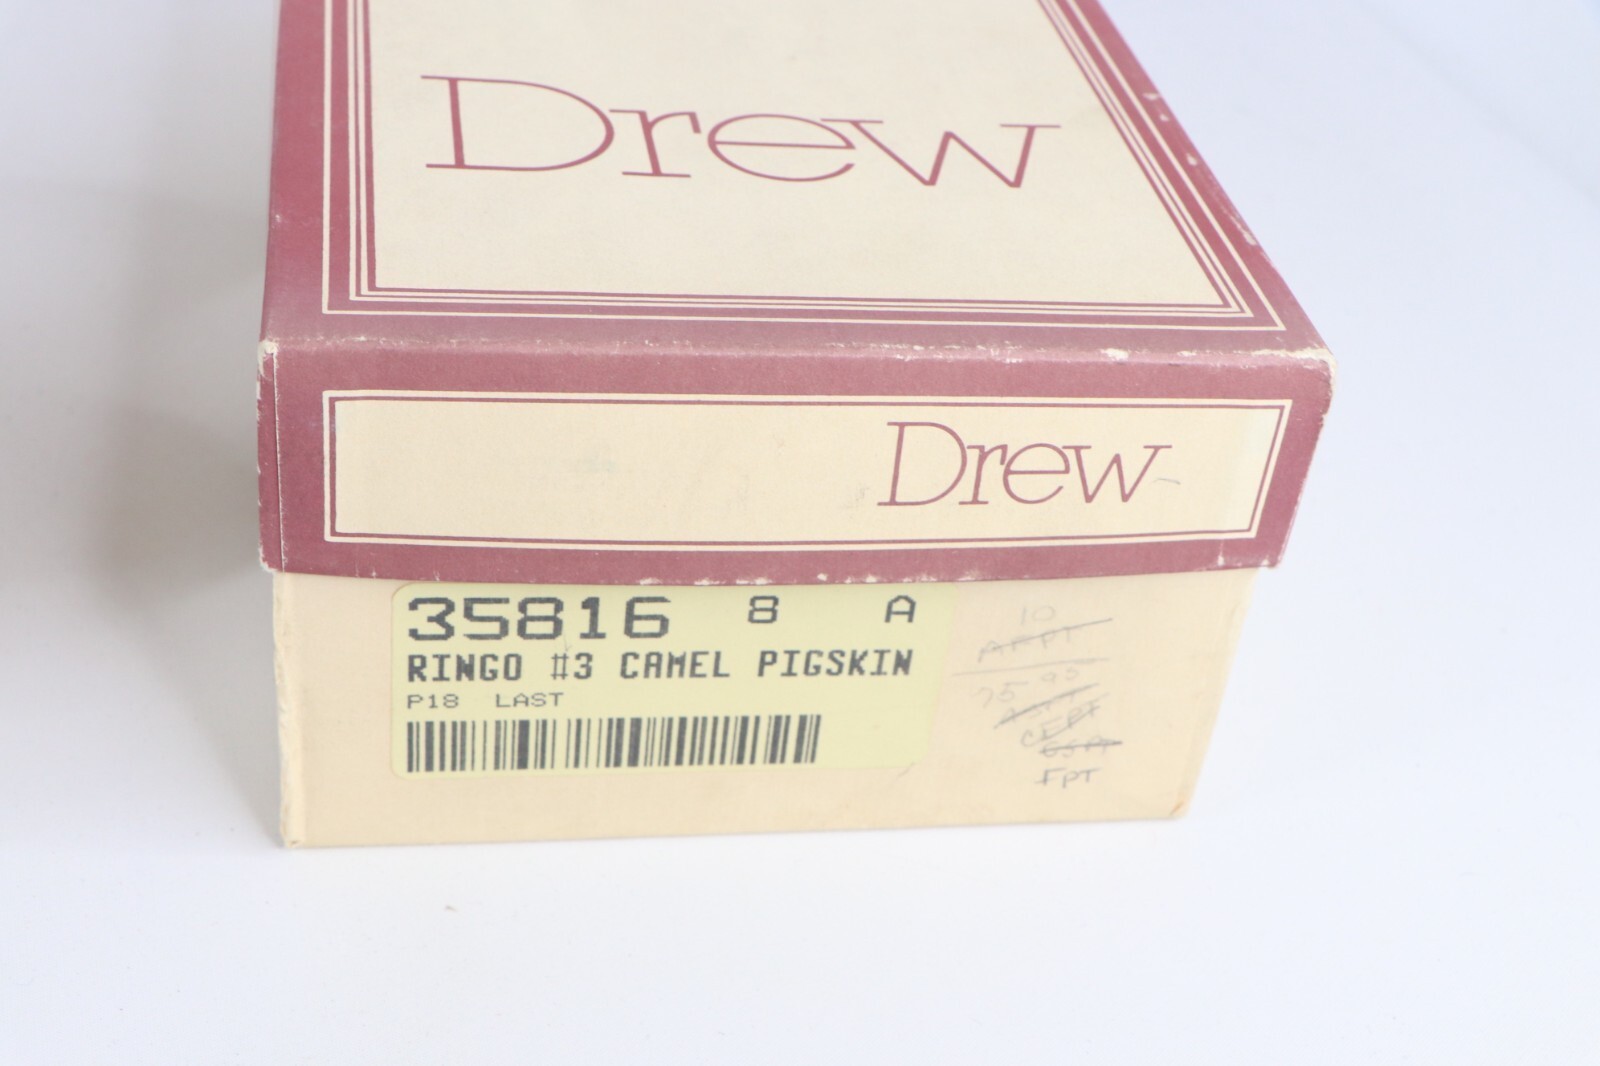 Drew
Drew
35816 8 A
RINGO #3 CAMEL PIGSKIN
P18 LAST
10
75 95
FPT